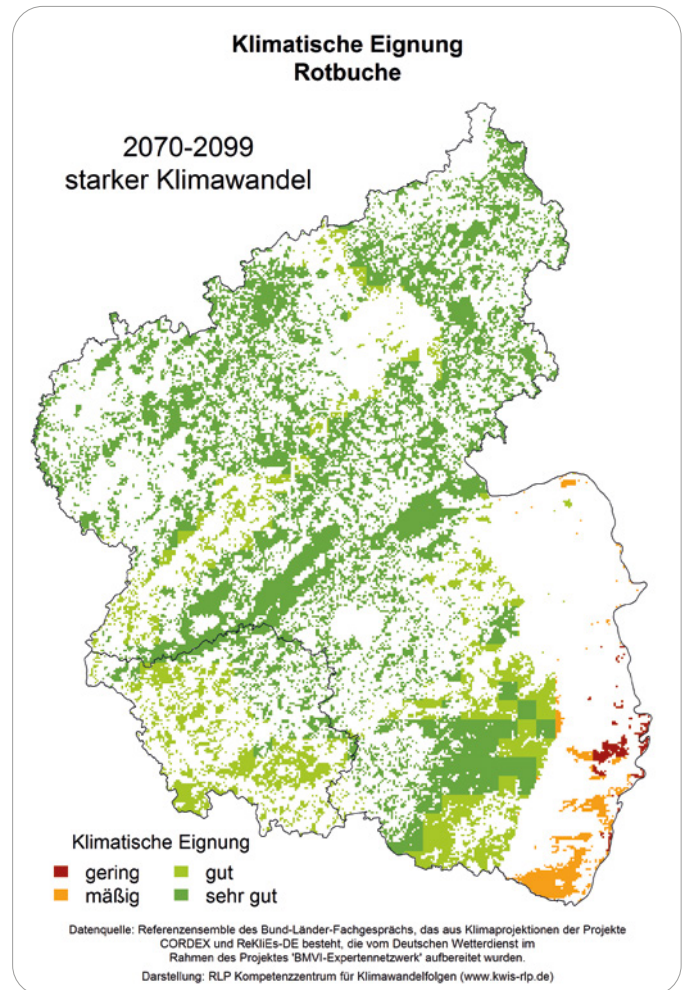 Klimatische Eignung
Rotbuche
2070-2099
starker Klimawandel
Klimatische Eignung
gering
gut
mäßig
sehr gut
Datenquelle: Referenzensemble des Bund-Länder-Fachgesprächs, das aus Klimaprojektionen der Projekte
CORDEX und ReKliEs-DE besteht, die vom Deutschen Wetterdienst im
Rahmen des Projektes 'BMVI-Expertennetzwerk' aufbereitet wurden.
Darstellung: RLP Kompetenzzentrum für Klimawandelfolgen (www.kwis-rlp.de)